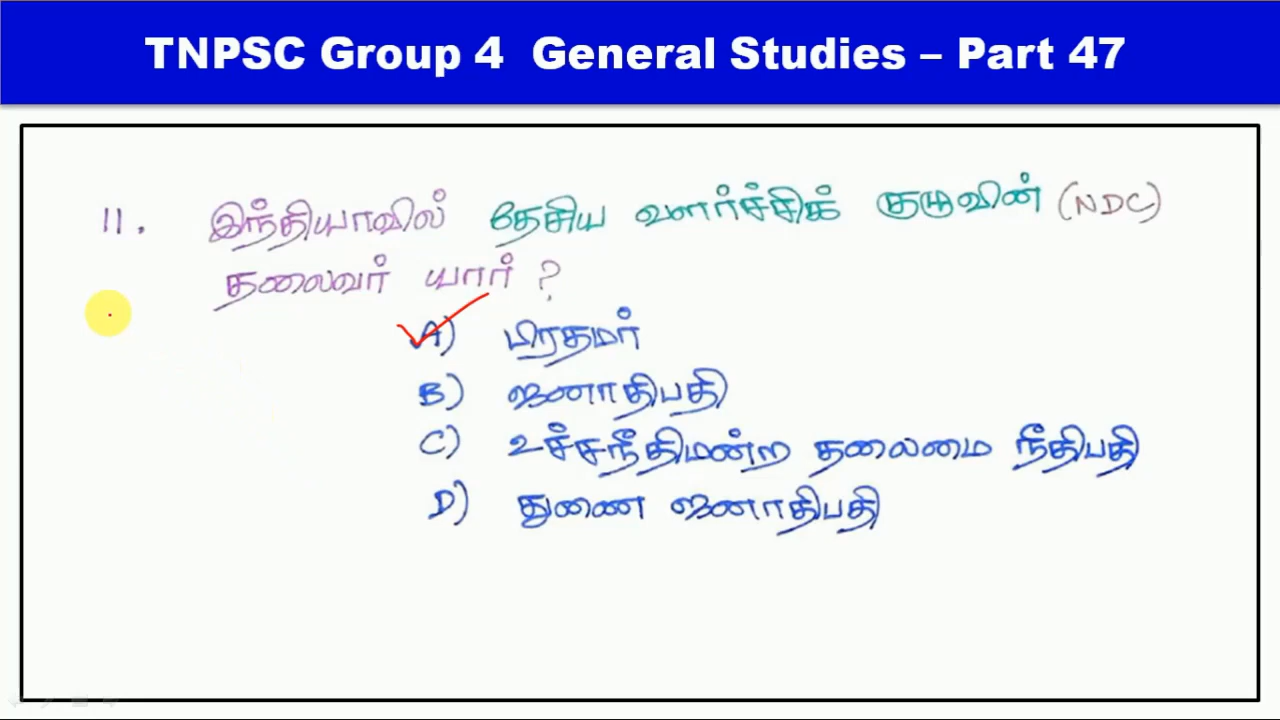 TNPSC Group 4 General Studies – Part 47
11. இந்தியாவில் தேசிய வளர்ச்சிக் குழுவின் (NDC)
தலைவர் யார் ?
A) பிரதமர்
B) ஜனாதிபதி
C) உச்சநீதிமன்ற தலைமை நீதிபதி
D) துணை ஜனாதிபதி